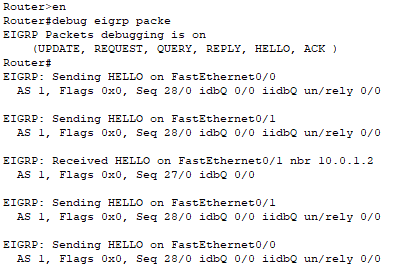 Router>en
Router#debug eigrp packe
EIGRP Packets debugging is on
(UPDATE, REQUEST, QUERY, REPLY, HELLO, ACK )
Router#
EIGRP: Sending HELLO on FastEthernet0/0
AS 1, Flags 0x0, Seq 28/0 idbQ 0/0 iidbQ un/rely 0/0
EIGRP: Sending HELLO on FastEthernet0/1
AS 1, Flags 0x0, Seq 28/0 idbQ 0/0 iidbQ un/rely 0/0
EIGRP: Received HELLO on FastEthernet0/1 nbr 10.0.1.2
AS 1, Flags 0x0, Seq 27/0 idbQ 0/0
EIGRP: Sending HELLO on FastEthernet0/1
AS 1, Flags 0x0, Seq 28/0 idbQ 0/0 iidbQ un/rely 0/0
EIGRP: Sending HELLO on FastEthernet0/0
AS 1, Flags 0x0, Seq 28/0 idbQ 0/0 iidbQ un/rely 0/0